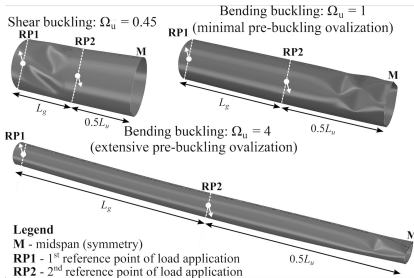 Shear buckling: Ωu = 0.45
RP1
RP2
M
Lg
0.5Lu
Bending buckling: Ωu = 1
(minimal pre-buckling ovalization)
RP1
RP2
M
Lg
0.5Lu
Bending buckling: Ωu = 4
(extensive pre-buckling ovalization)
RP1
RP2
M
Lg
0.5Lu
Legend
M - midspan (symmetry)
RP1 - 1st reference point of load application
RP2 - 2nd reference point of load application